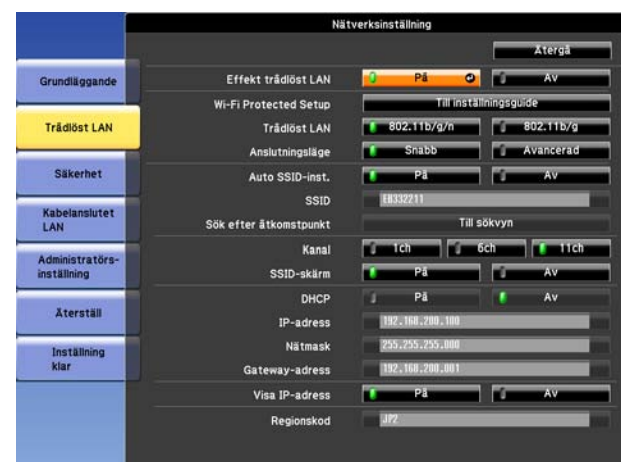 Nätverksinställning
Återgå
Grundläggande
Trådlöst LAN
Säkerhet
Kabelanslutet
LAN
Administratörs-
inställning
Återställ
Inställning
klar
Effekt trådlöst LAN På Av
Wi-Fi Protected Setup Till inställningsguide
Trådlöst LAN 802.11b/g/n 802.11b/g
Anslutningsläge Snabb Avancerad
Auto SSID-inst. På Av
SSID EB332211
Sök efter åtkomstpunkt Till sökvyn
Kanal 1ch 6ch 11ch
SSID-skärm På Av
DHCP På Av
IP-adress 192.168.200.100
Nätmask 255.255.255.000
Gateway-adress 192.168.200.001
Visa IP-adress På Av
Regionskod JP2